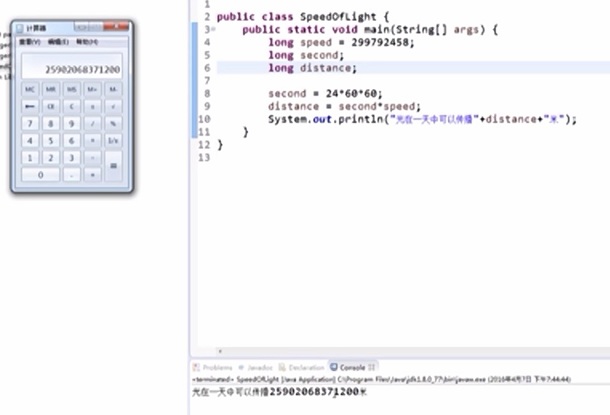 计算器
查看(V) 编辑(E) 帮助(H)
25902068371200
MC MR MS M+ M-
← CE C ± √
7 8 9 / %
4 5 6 * 1/x
1 2 3 - =
0 . +
1
2 public class SpeedOfLight {
3 public static void main(String[] args) {
4 long speed = 299792458;
5 long second;
6 long distance;
7
8 second = 24*60*60;
9 distance = second*speed;
10 System.out.println("光在一天中可以传播"+distance+"米");
11 }
12 }
13
Problems @ Javadoc Declaration Console
<terminated> SpeedOfLight [Java Application] C:\Program Files\Java\jdk1.8.0_77\bin\javaw.exe (2016年4月7日 下午7:44:44)
光在一天中可以传播25902068371200米